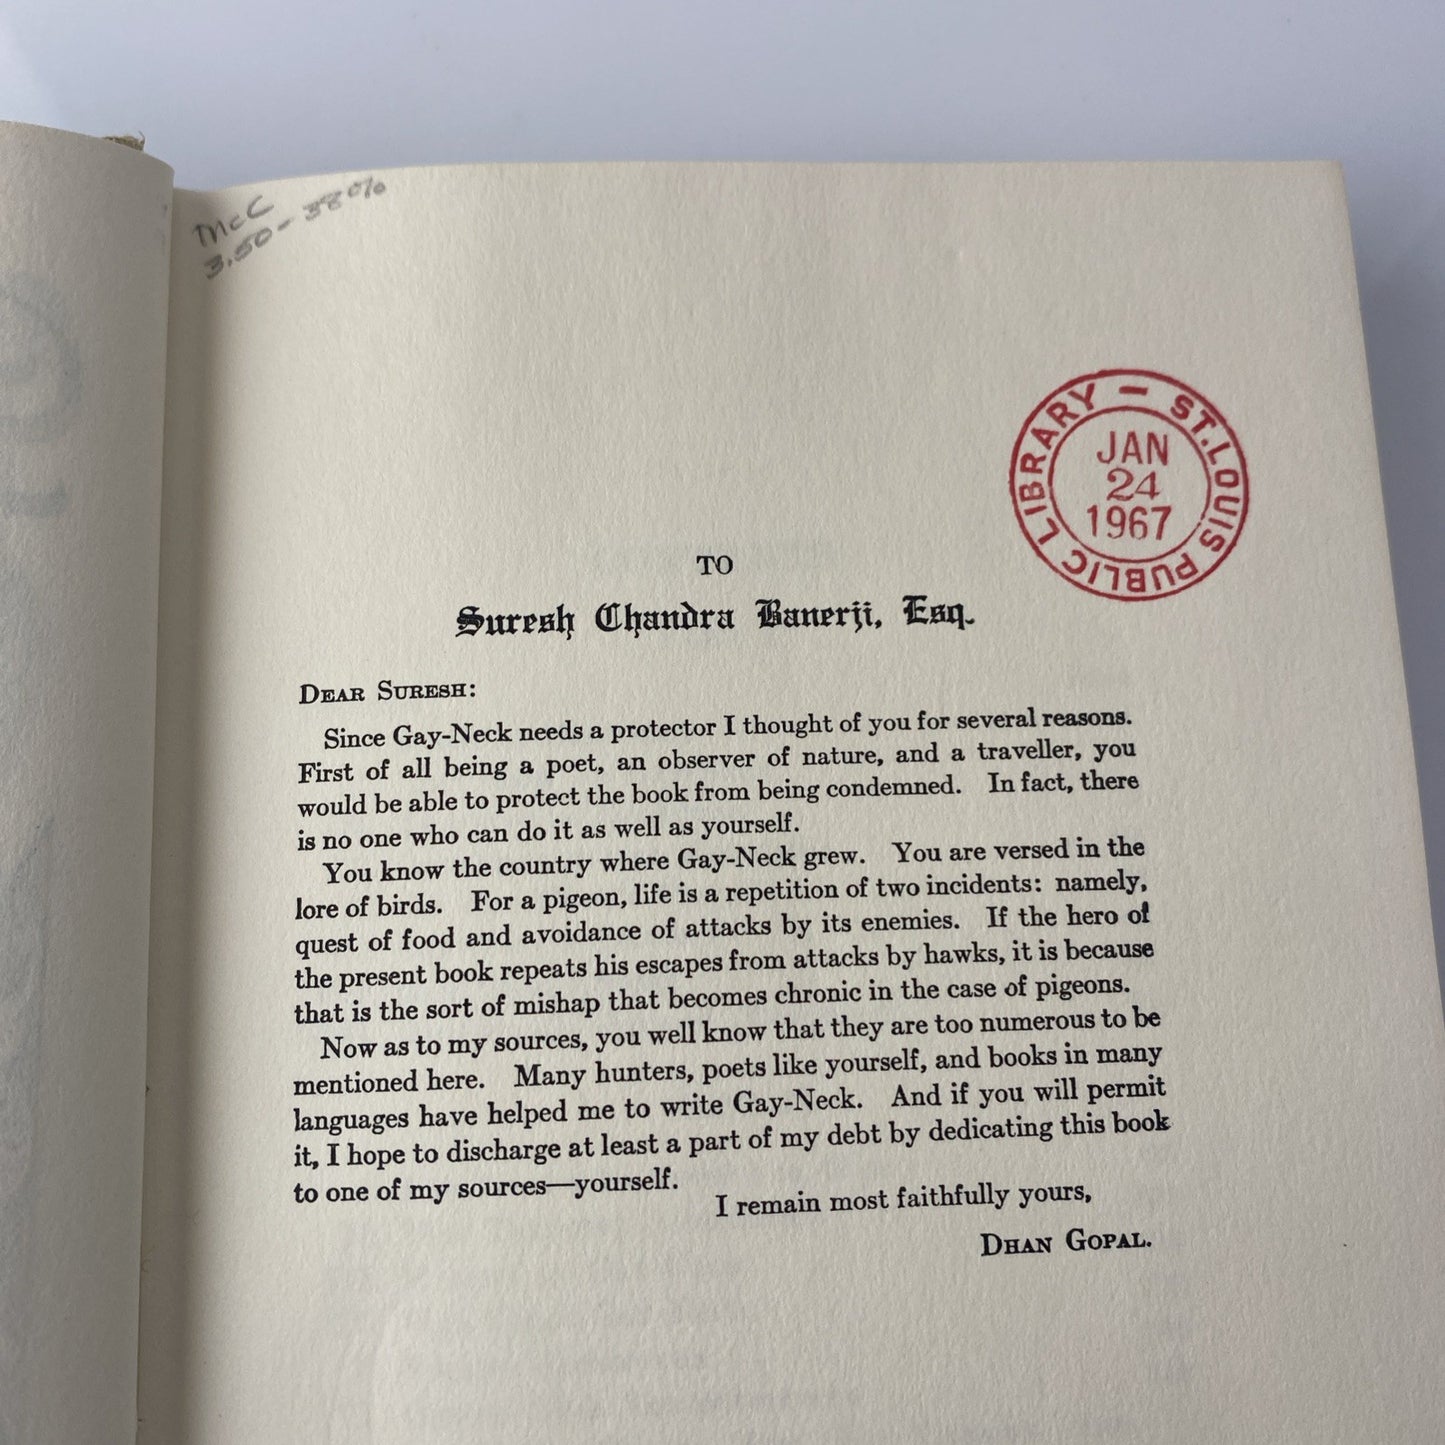 McC
3.50 - 38%
ST. LOUIS PUBLIC LIBRARY —
JAN
24
1967
TO
Suresh Chandra Banerji, Esq.
DEAR SURESH:
Since Gay-Neck needs a protector I thought of you for several reasons.
First of all being a poet, an observer of nature, and a traveller, you
would be able to protect the book from being condemned. In fact, there
is no one who can do it as well as yourself.
You know the country where Gay-Neck grew. You are versed in the
lore of birds. For a pigeon, life is a repetition of two incidents: namely,
quest of food and avoidance of attacks by its enemies. If the hero of
the present book repeats his escapes from attacks by hawks, it is because
that is the sort of mishap that becomes chronic in the case of pigeons.
Now as to my sources, you well know that they are too numerous to be
mentioned here. Many hunters, poets like yourself, and books in many
languages have helped me to write Gay-Neck. And if you will permit
it, I hope to discharge at least a part of my debt by dedicating this book
to one of my sources—yourself.
I remain most faithfully yours,
DHAN GOPAL.